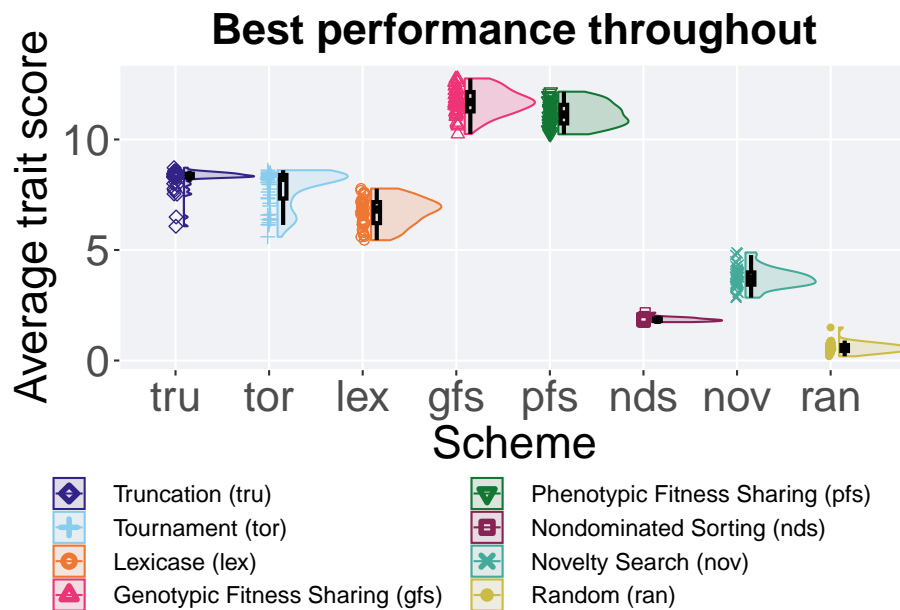 Best performance throughout
Average trait score
10
5
0
tru tor lex gfs pfs nds nov ran
Scheme
Truncation (tru)
Tournament (tor)
Lexicase (lex)
Genotypic Fitness Sharing (gfs)
Phenotypic Fitness Sharing (pfs)
Nondominated Sorting (nds)
Novelty Search (nov)
Random (ran)